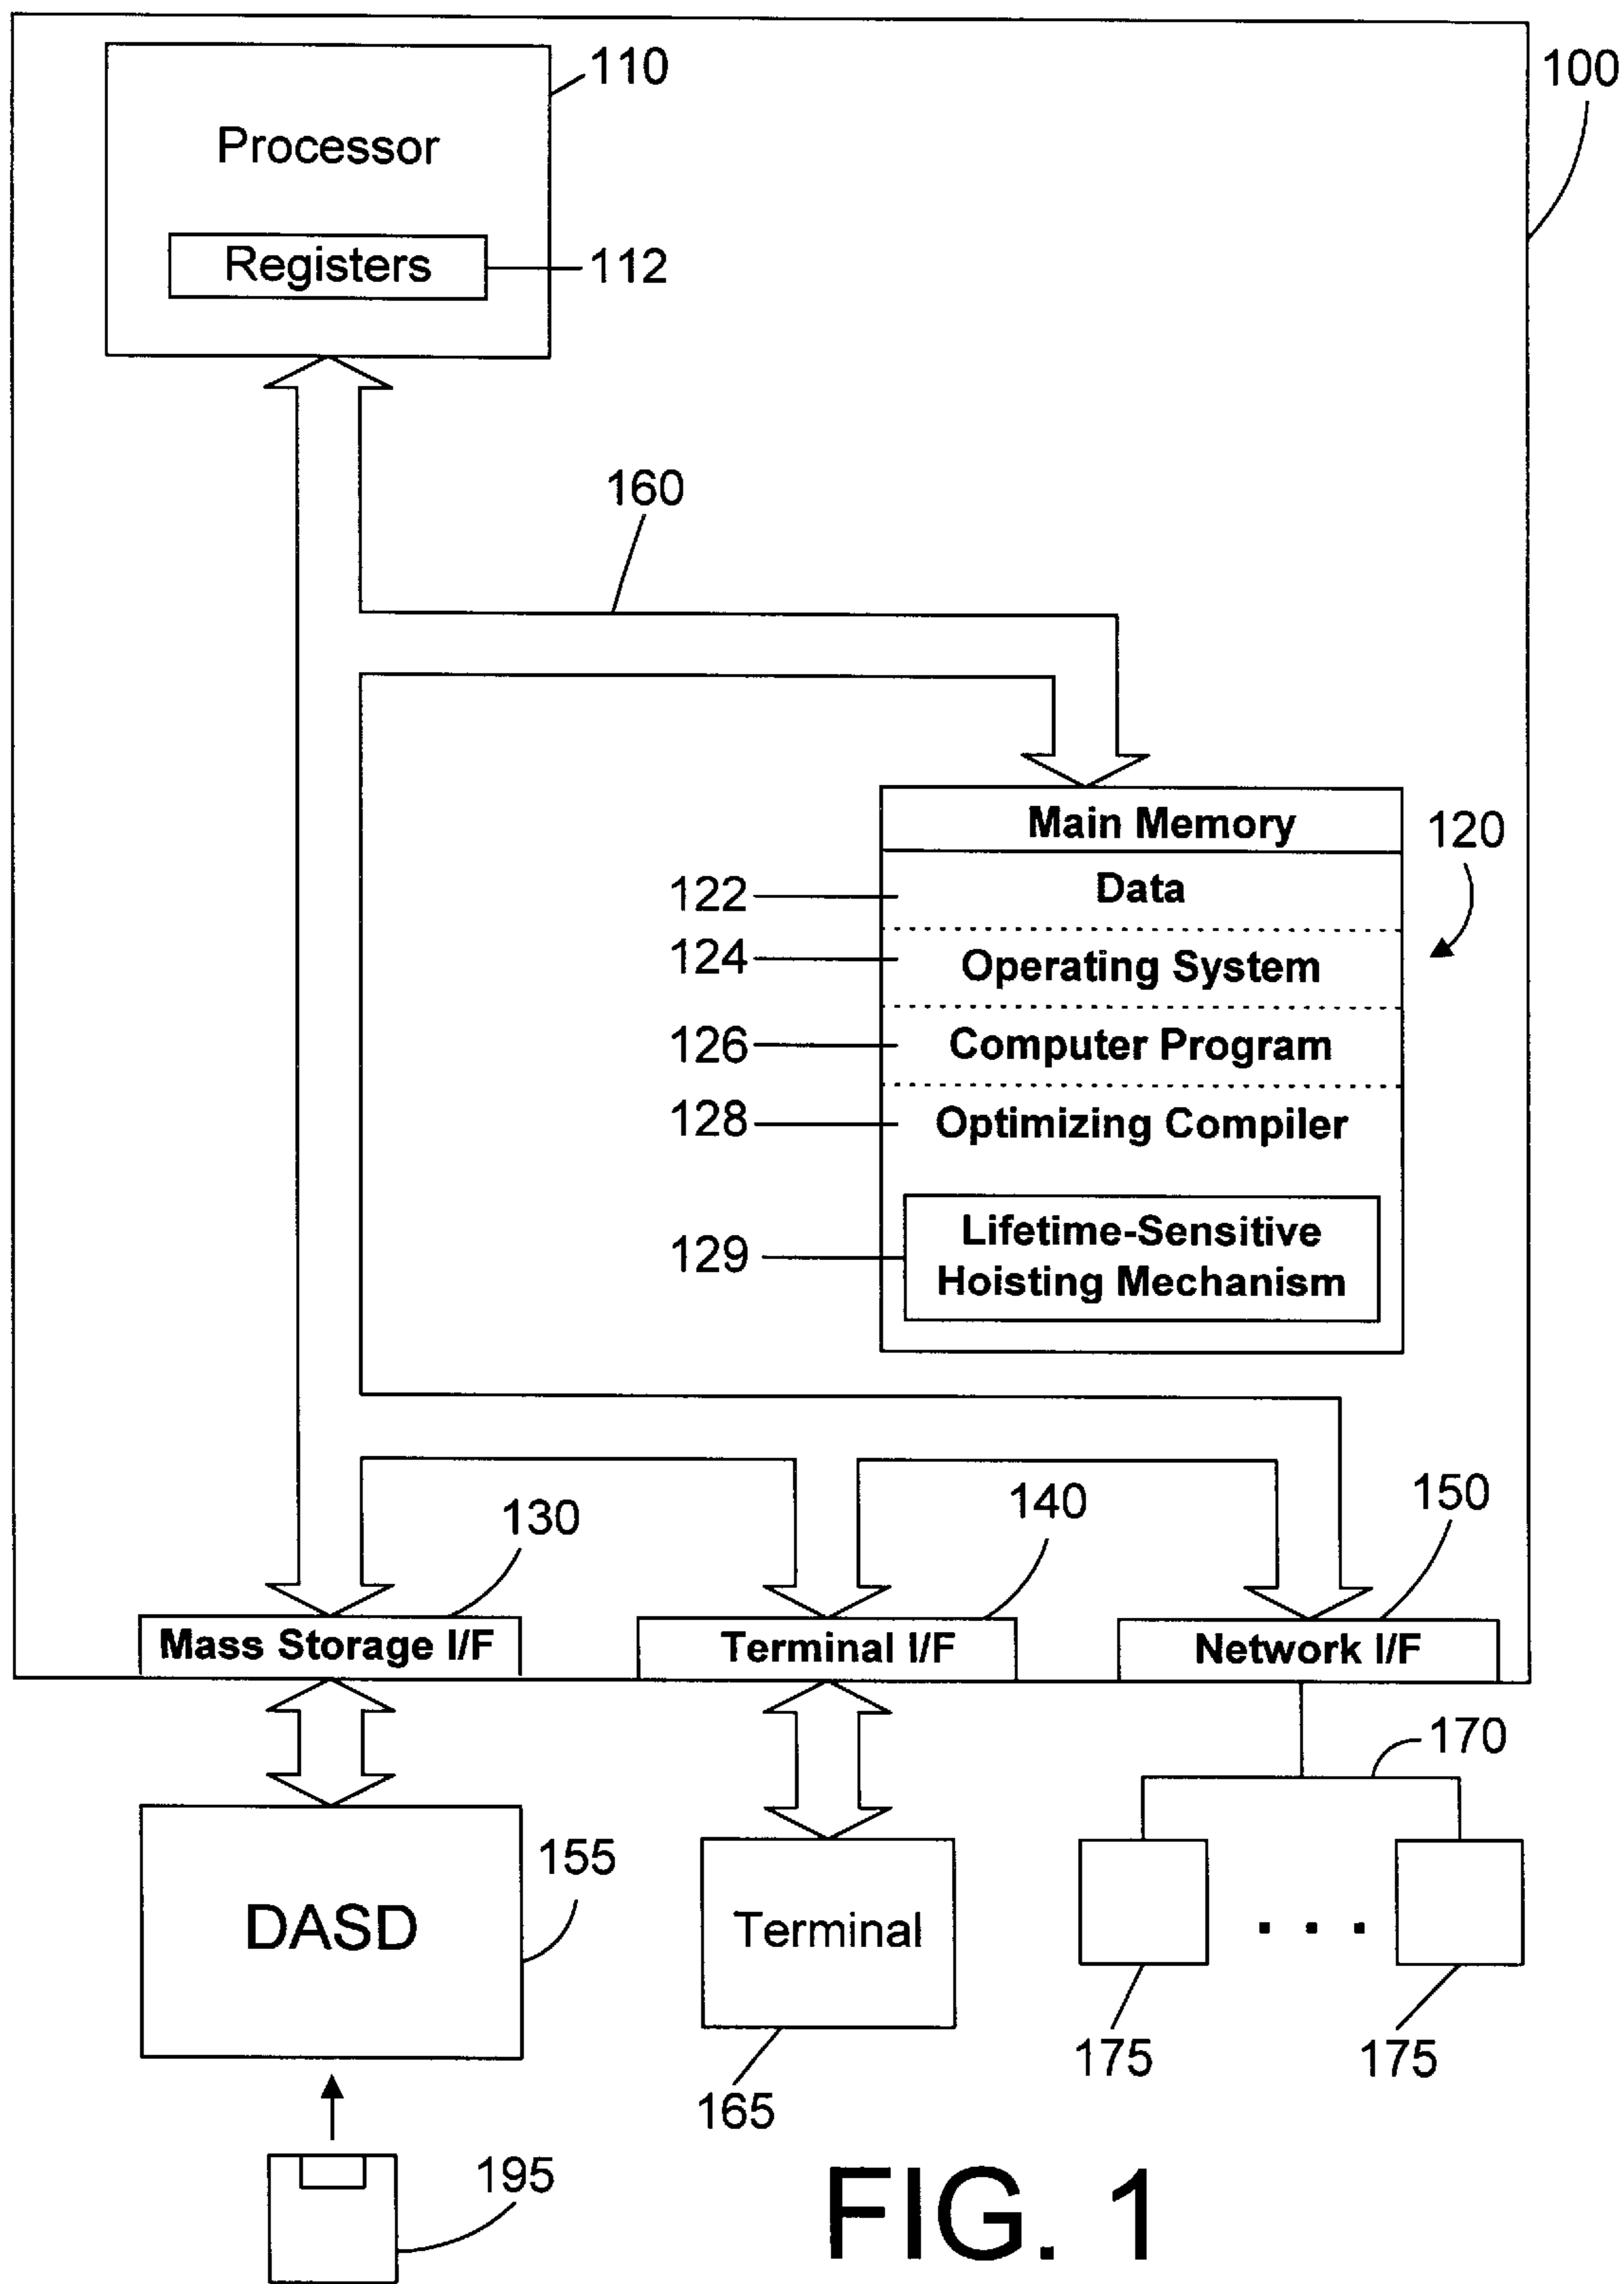 110
100
Processor
Registers
112
160
Main Memory
120
122
Data
124
Operating System
126
Computer Program
128
Optimizing Compiler
129
Lifetime-Sensitive
Hoisting Mechanism
130
140
150
Mass Storage I/F
Terminal I/F
Network I/F
170
155
DASD
Terminal
. . .
175
175
165
195
FIG. 1